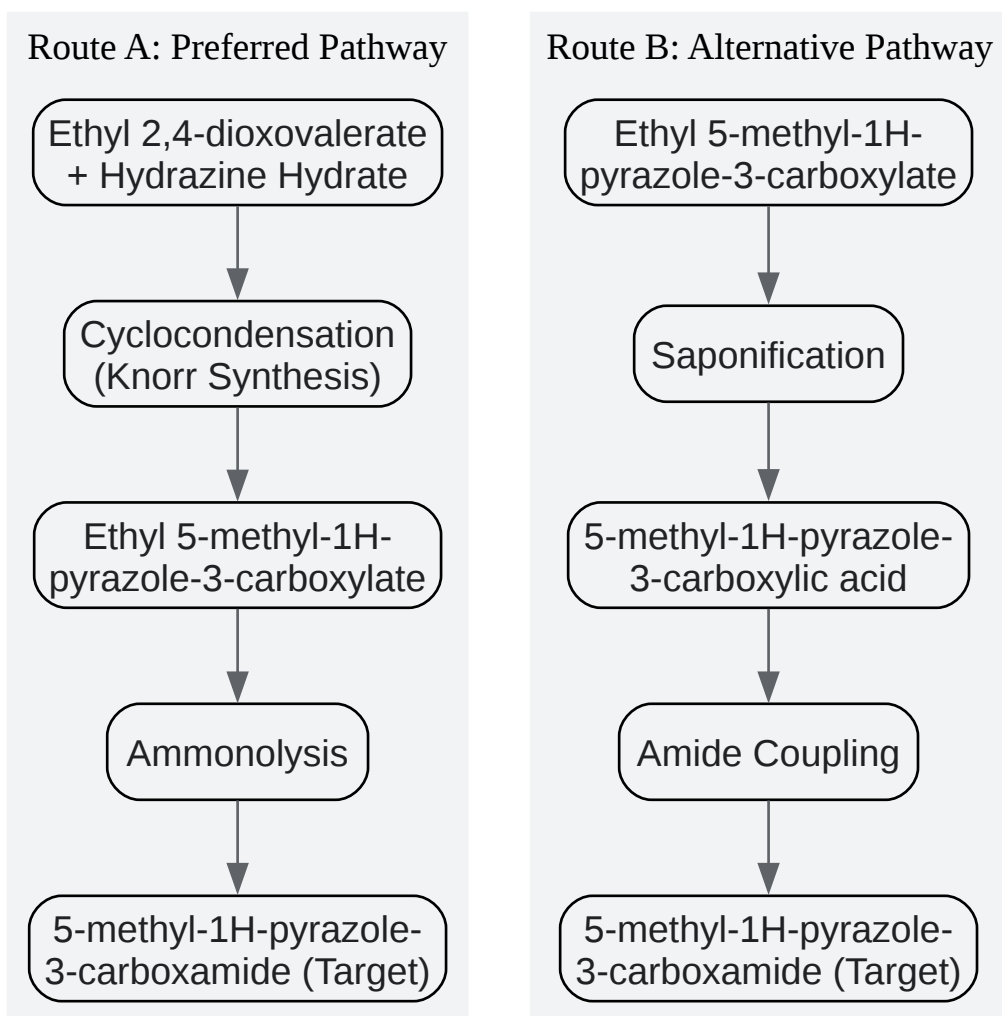 Route A: Preferred Pathway
Ethyl 2,4-dioxovalerate
+ Hydrazine Hydrate
Cyclocondensation
(Knorr Synthesis)
Ethyl 5-methyl-1H-
pyrazole-3-carboxylate
Ammonolysis
5-methyl-1H-pyrazole-
3-carboxamide (Target)
Route B: Alternative Pathway
Ethyl 5-methyl-1H-
pyrazole-3-carboxylate
Saponification
5-methyl-1H-pyrazole-
3-carboxylic acid
Amide Coupling
5-methyl-1H-pyrazole-
3-carboxamide (Target)